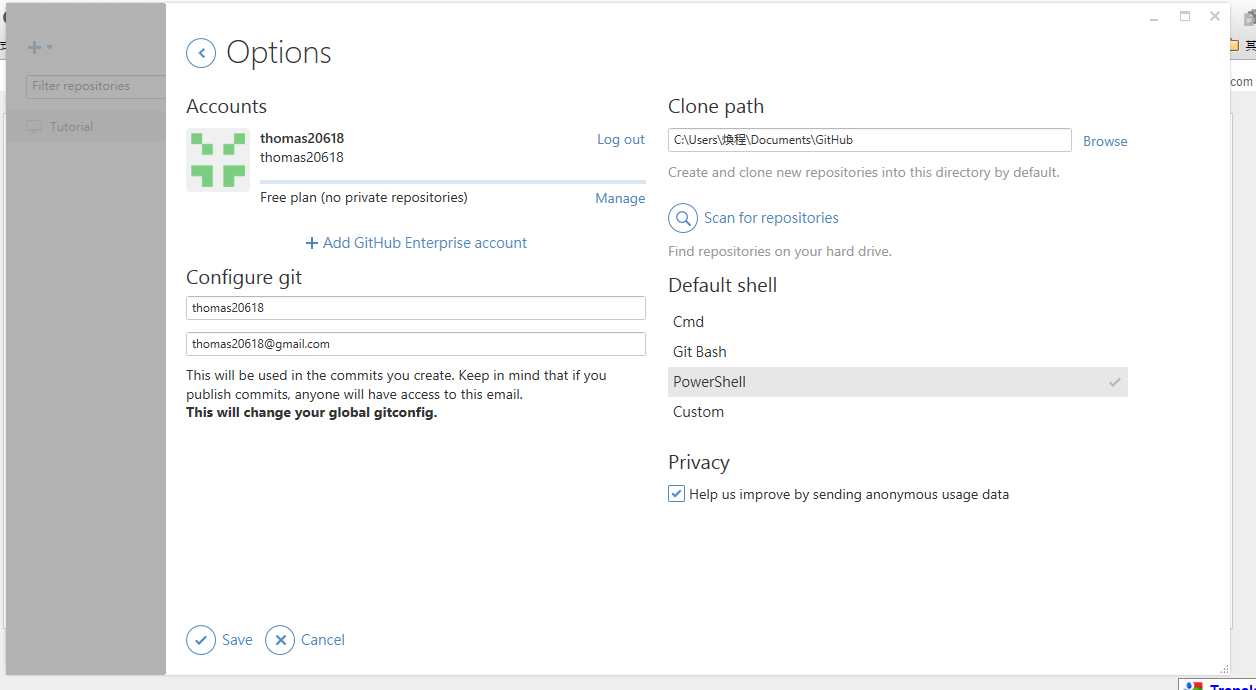 Filter repositories
Tutorial
Options
Accounts
thomas20618
thomas20618
Log out
Free plan (no private repositories)
Manage
Add GitHub Enterprise account
Configure git
thomas20618
thomas20618@gmail.com
This will be used in the commits you create. Keep in mind that if you
publish commits, anyone will have access to this email.
This will change your global gitconfig.
Save
Cancel
Clone path
C:\Users\煥程\Documents\GitHub
Browse
Create and clone new repositories into this directory by default.
Scan for repositories
Find repositories on your hard drive.
Default shell
Cmd
Git Bash
PowerShell
Custom
Privacy
Help us improve by sending anonymous usage data
com